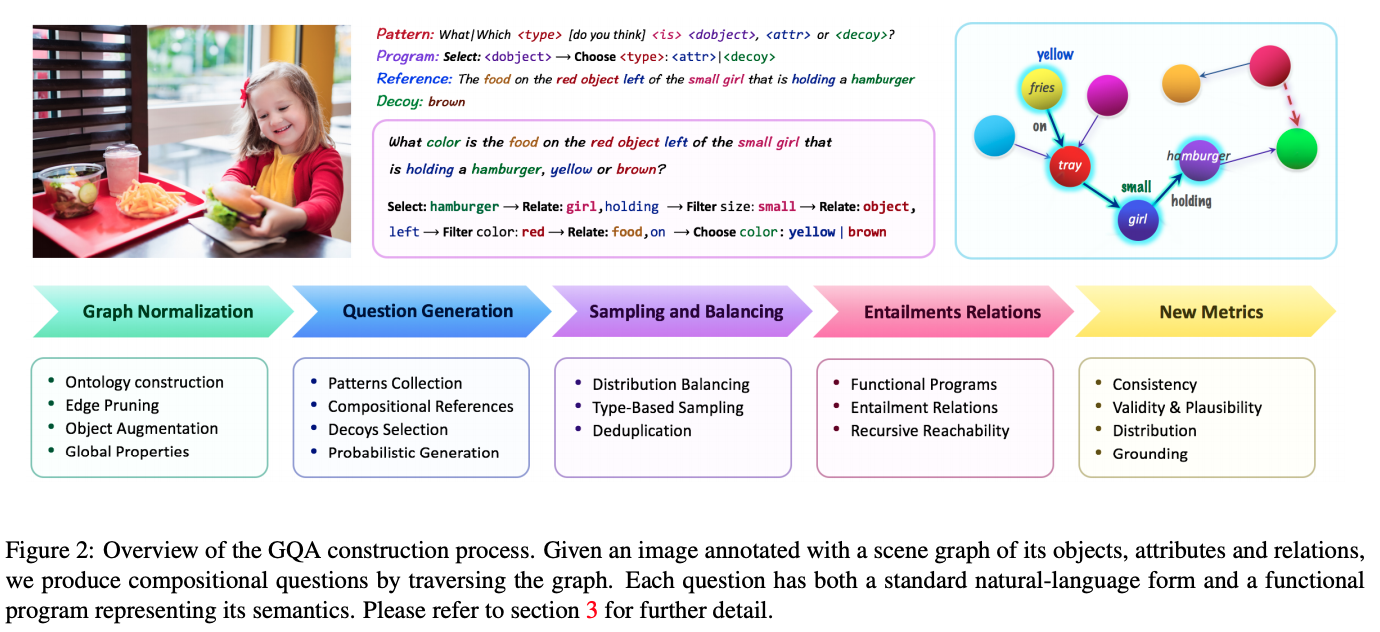 Pattern: What|Which <type> [do you think] <is> <dobject>, <attr> or <decoy>?
Program: Select: <dobject> → Choose <type>: <attr>|<decoy>
Reference: The food on the red object left of the small girl that is holding a hamburger
Decoy: brown
What color is the food on the red object left of the small girl that
is holding a hamburger, yellow or brown?
Select: hamburger → Relate: girl,holding → Filter size: small → Relate: object,
left → Filter color: red → Relate: food,on → Choose color: yellow | brown
yellow
fries
on
tray
small
girl
hamburger
holding
Graph Normalization
Ontology construction
Edge Pruning
Object Augmentation
Global Properties
Question Generation
Patterns Collection
Compositional References
Decoys Selection
Probabilistic Generation
Sampling and Balancing
Distribution Balancing
Type-Based Sampling
Deduplication
Entailments Relations
Functional Programs
Entailment Relations
Recursive Reachability
New Metrics
Consistency
Validity & Plausibility
Distribution
Grounding
Figure 2: Overview of the GQA construction process. Given an image annotated with a scene graph of its objects, attributes and relations,
we produce compositional questions by traversing the graph. Each question has both a standard natural-language form and a functional
program representing its semantics. Please refer to section 3 for further detail.